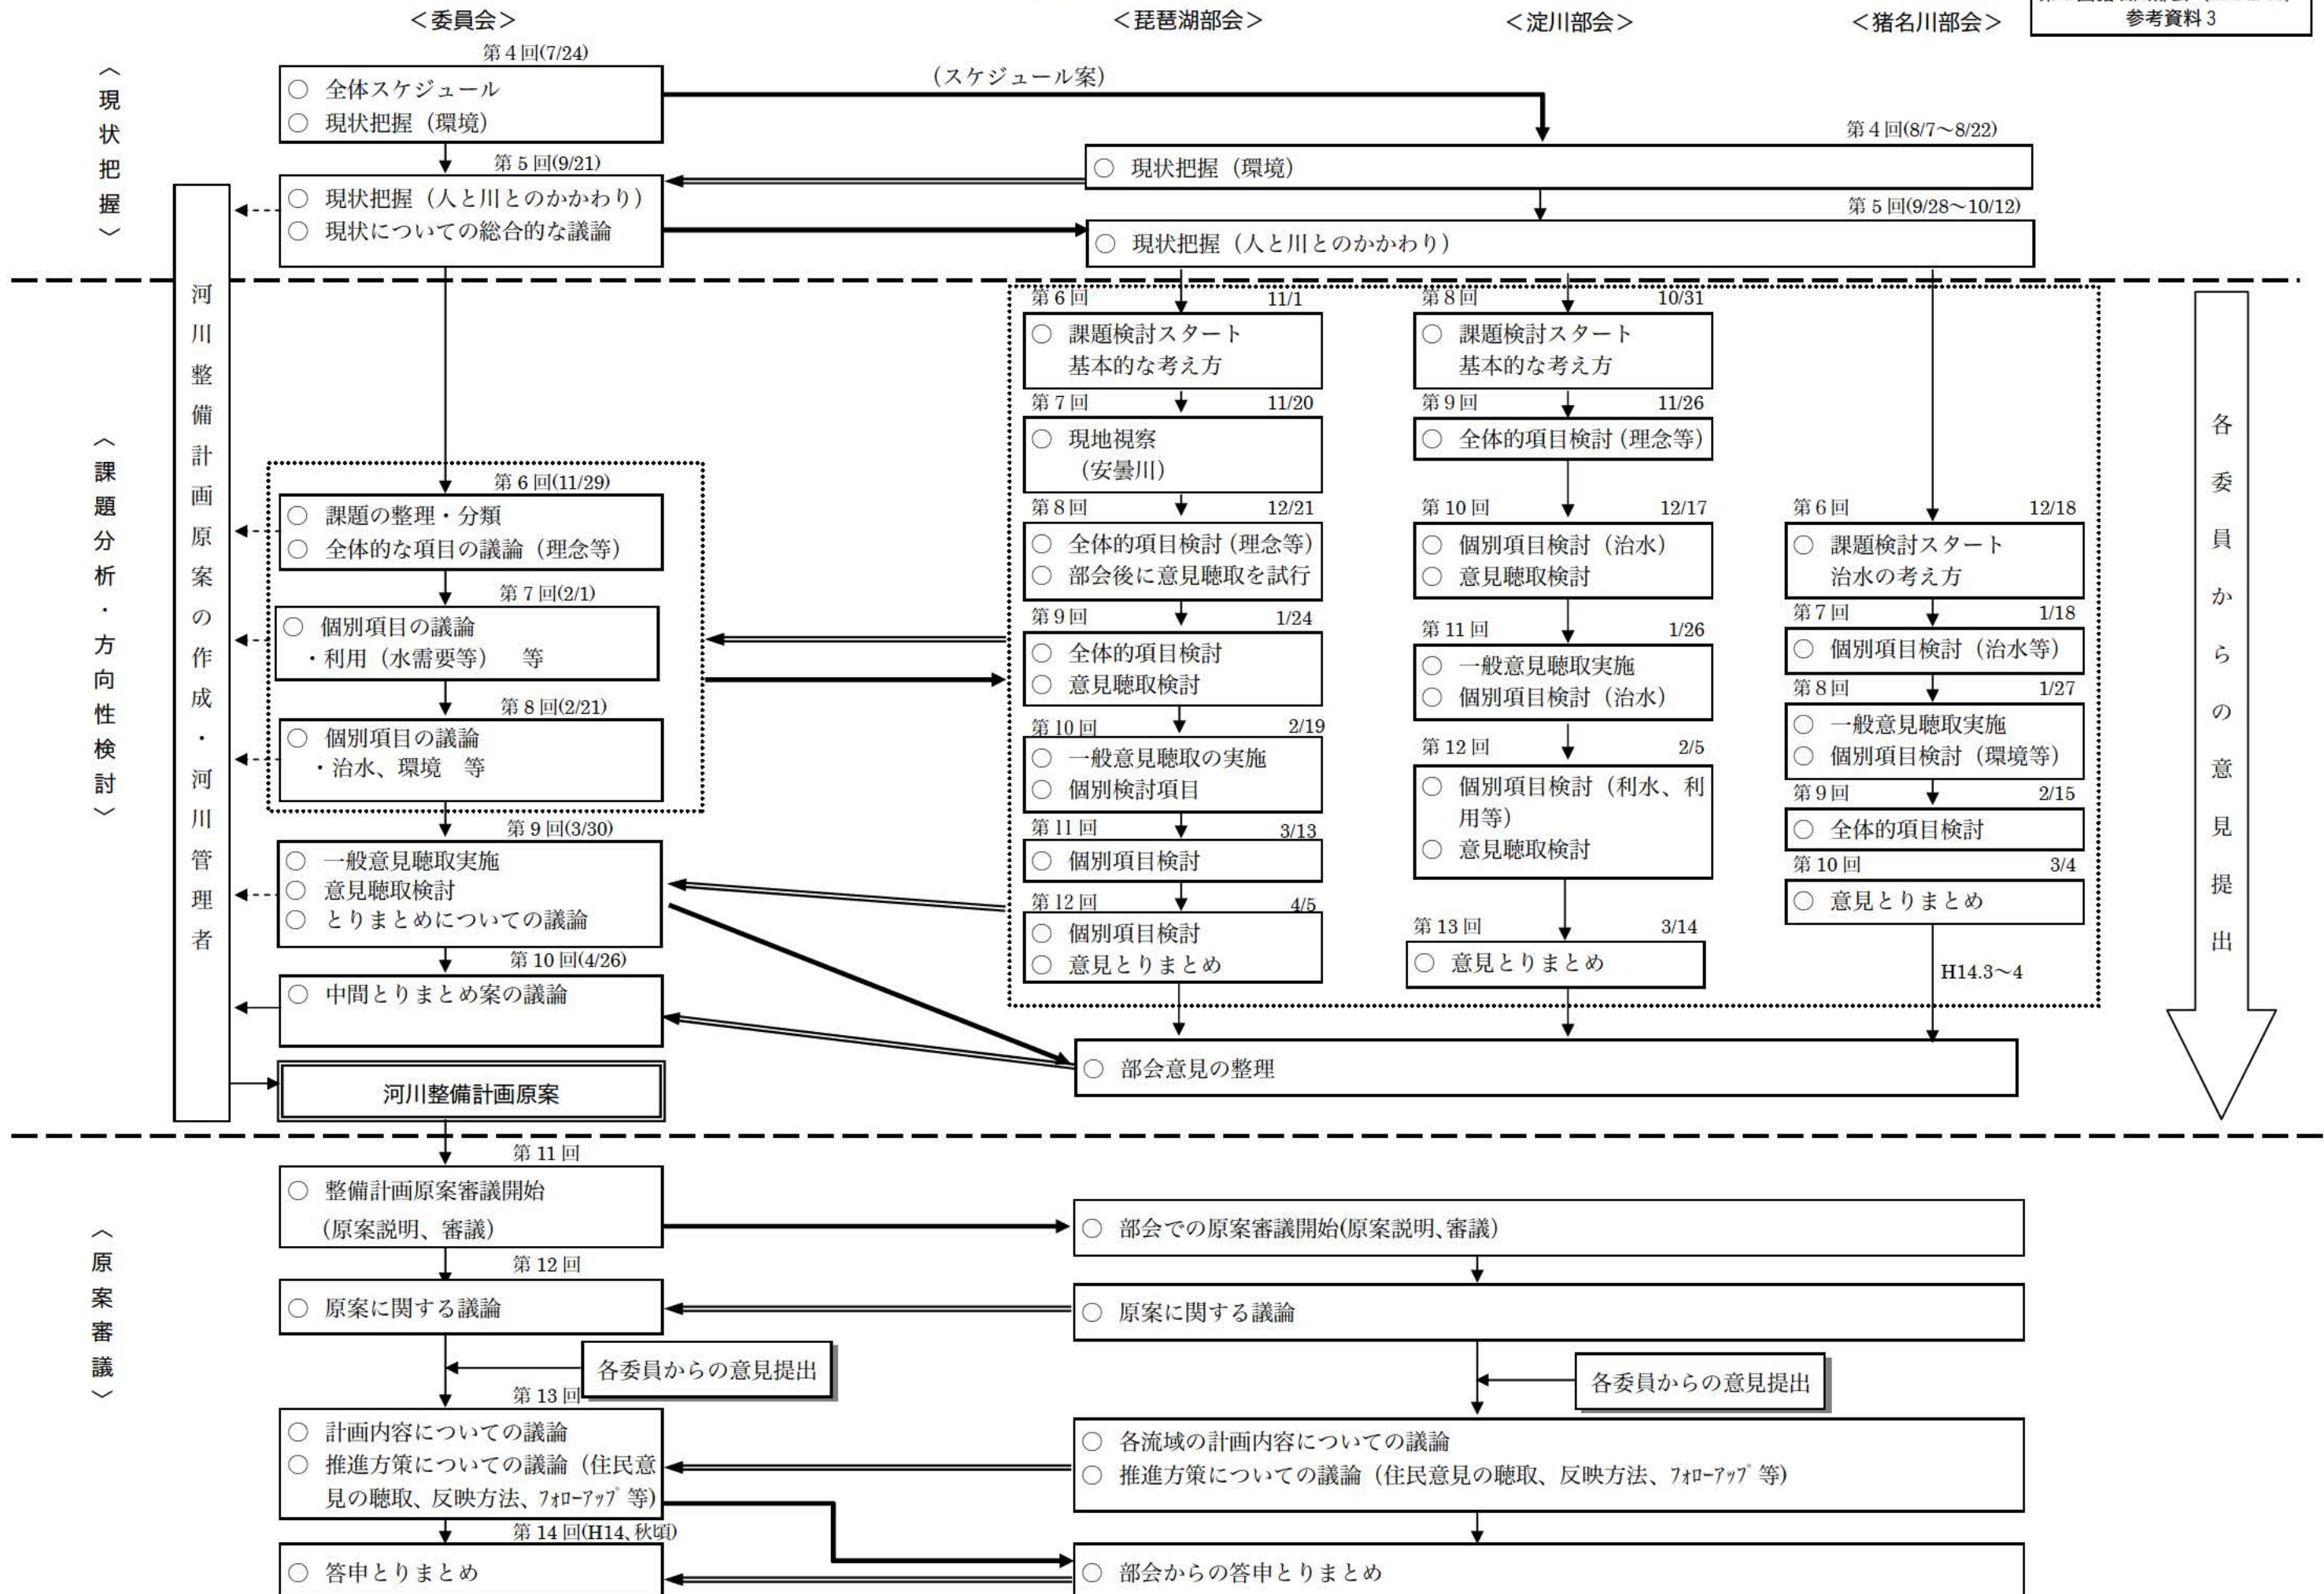 ＜委員会＞
＜琵琶湖部会＞
＜淀川部会＞
＜猪名川部会＞
参考資料 3
〈現状把握〉
第 4 回(7/24)
○ 全体スケジュール
○ 現状把握（環境）
（スケジュール案）
第 4 回(8/7～8/22)
○ 現状把握（環境）
第 5 回(9/21)
○ 現状把握（人と川とのかかわり）
○ 現状についての総合的な議論
第 5 回(9/28～10/12)
○ 現状把握（人と川とのかかわり）
河川整備計画原案の作成・河川管理者
〈課題分析・方向性検討〉
第 6 回(11/29)
○ 課題の整理・分類
○ 全体的な項目の議論（理念等）
第 7 回(2/1)
○ 個別項目の議論
・利用（水需要等） 等
第 8 回(2/21)
○ 個別項目の議論
・治水、環境 等
第 9 回(3/30)
○ 一般意見聴取実施
○ 意見聴取検討
○ とりまとめについての議論
第 10 回(4/26)
○ 中間とりまとめ案の議論
河川整備計画原案
第 6 回 11/1
○ 課題検討スタート
基本的な考え方
第 7 回 11/20
○ 現地視察
（安曇川）
第 8 回 12/21
○ 全体的項目検討（理念等）
○ 部会後に意見聴取を試行
第 9 回 1/24
○ 全体的項目検討
○ 意見聴取検討
第 10 回 2/19
○ 一般意見聴取の実施
○ 個別検討項目
第 11 回 3/13
○ 個別項目検討
第 12 回 4/5
○ 個別項目検討
○ 意見とりまとめ
第 8 回 10/31
○ 課題検討スタート
基本的な考え方
第 9 回 11/26
○ 全体的項目検討（理念等）
第 10 回 12/17
○ 個別項目検討（治水）
○ 意見聴取検討
第 11 回 1/26
○ 一般意見聴取実施
○ 個別項目検討（治水）
第 12 回 2/5
○ 個別項目検討（利水、利
用等）
○ 意見聴取検討
第 13 回 3/14
○ 意見とりまとめ
第 6 回 12/18
○ 課題検討スタート
治水の考え方
第 7 回 1/18
○ 個別項目検討（治水等）
第 8 回 1/27
○ 一般意見聴取実施
○ 個別項目検討（環境等）
第 9 回 2/15
○ 全体的項目検討
第 10 回 3/4
○ 意見とりまとめ
H14.3～4
各委員からの意見提出
○ 部会意見の整理
〈原案審議〉
第 11 回
○ 整備計画原案審議開始
（原案説明、審議）
○ 部会での原案審議開始(原案説明、審議）
第 12 回
○ 原案に関する議論
○ 原案に関する議論
各委員からの意見提出
各委員からの意見提出
第 13 回
○ 計画内容についての議論
○ 推進方策についての議論（住民意
見の聴取、反映方法、ﾌｫﾛｰｱｯﾌﾟ等)
○ 各流域の計画内容についての議論
○ 推進方策についての議論（住民意見の聴取、反映方法、ﾌｫﾛｰｱｯﾌﾟ等)
第 14 回(H14、秋頃)
○ 答申とりまとめ
○ 部会からの答申とりまとめ